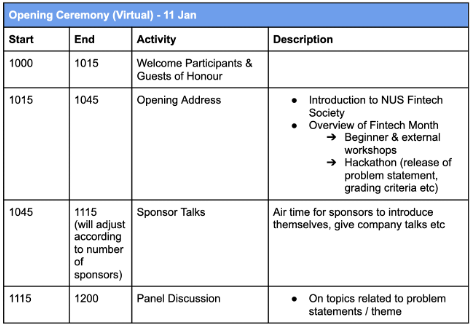 Opening Ceremony (Virtual) - 11 Jan
Start End Activity Description
1000 1015 Welcome Participants &
Guests of Honour
1015 1045 Opening Address
● Introduction to NUS Fintech
Society
● Overview of Fintech Month
➔ Beginner & external
workshops
➔ Hackathon (release of
problem statement,
grading criteria etc)
1045 1115
(will adjust
according
to number
of
sponsors)
Sponsor Talks
Air time for sponsors to introduce
themselves, give company talks etc
1115 1200 Panel Discussion
● On topics related to problem
statements / theme